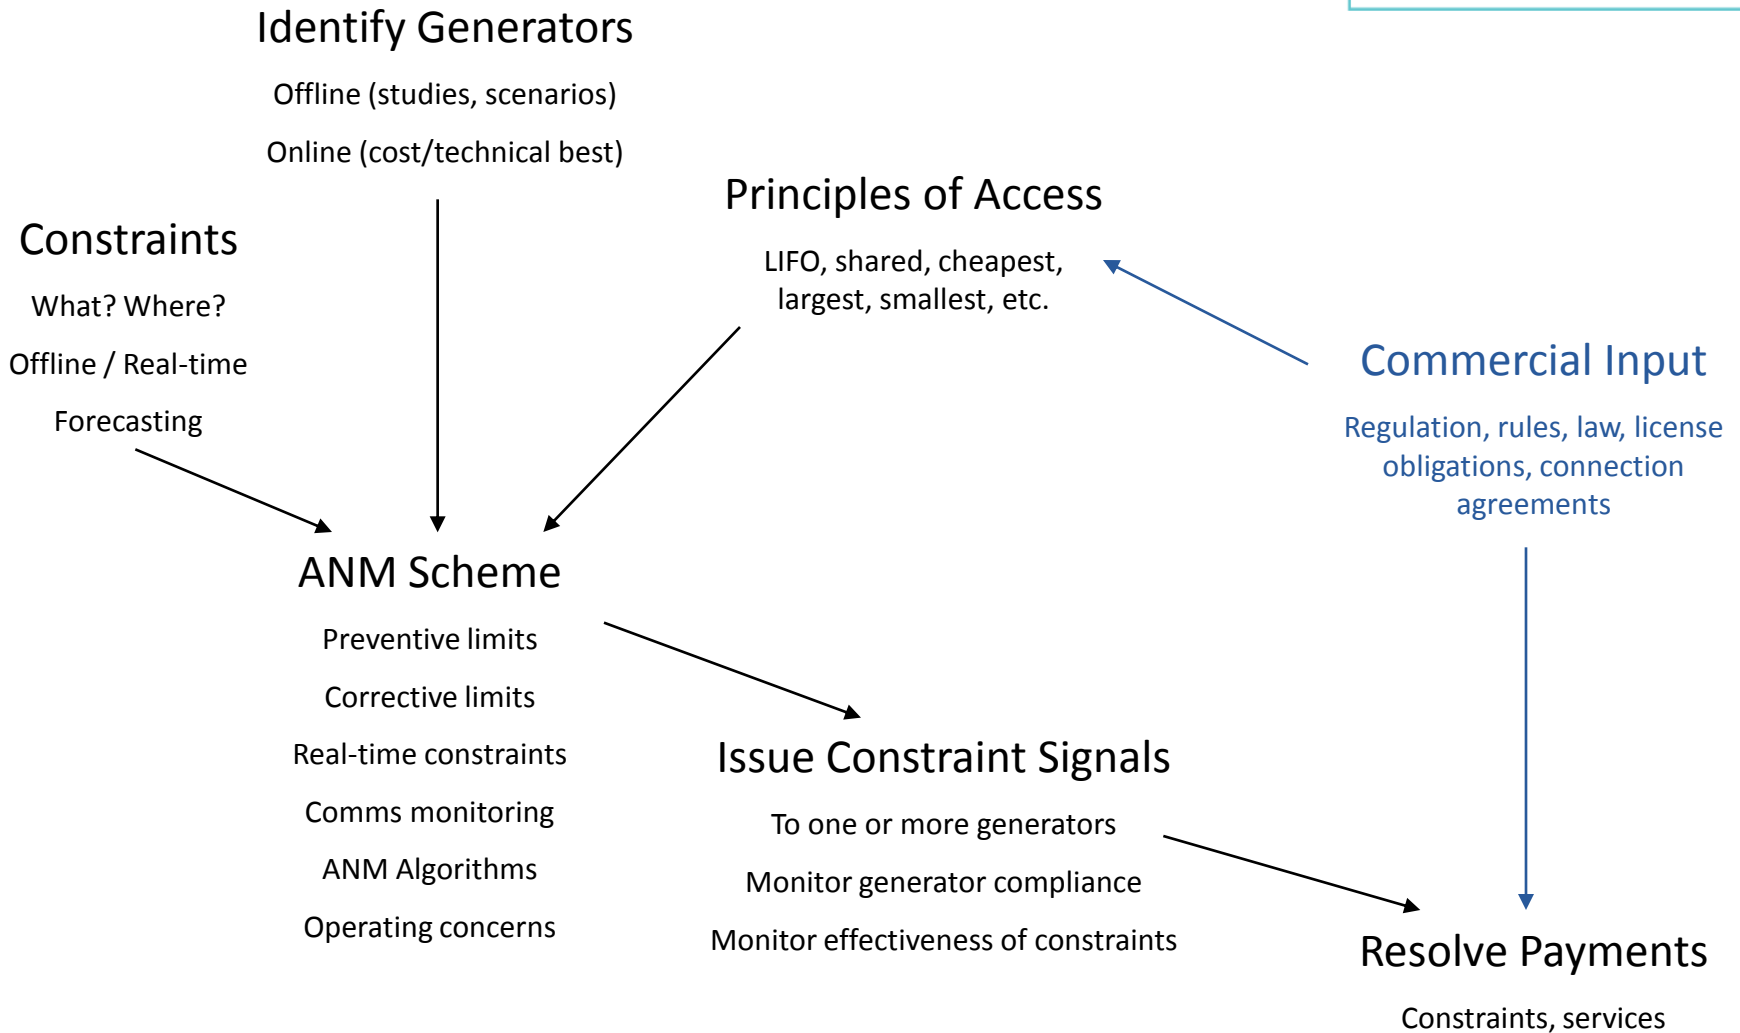 Identify Generators
Offline (studies, scenarios)
Online (cost/technical best)
Principles of Access
LIFO, shared, cheapest,
largest, smallest, etc.
Constraints
What? Where?
Offline / Real-time
Forecasting
Commercial Input
Regulation, rules, law, license
obligations, connection
agreements
ANM Scheme
Preventive limits
Corrective limits
Real-time constraints
Comms monitoring
ANM Algorithms
Operating concerns
Issue Constraint Signals
To one or more generators
Monitor generator compliance
Monitor effectiveness of constraints
Resolve Payments
Constraints, services